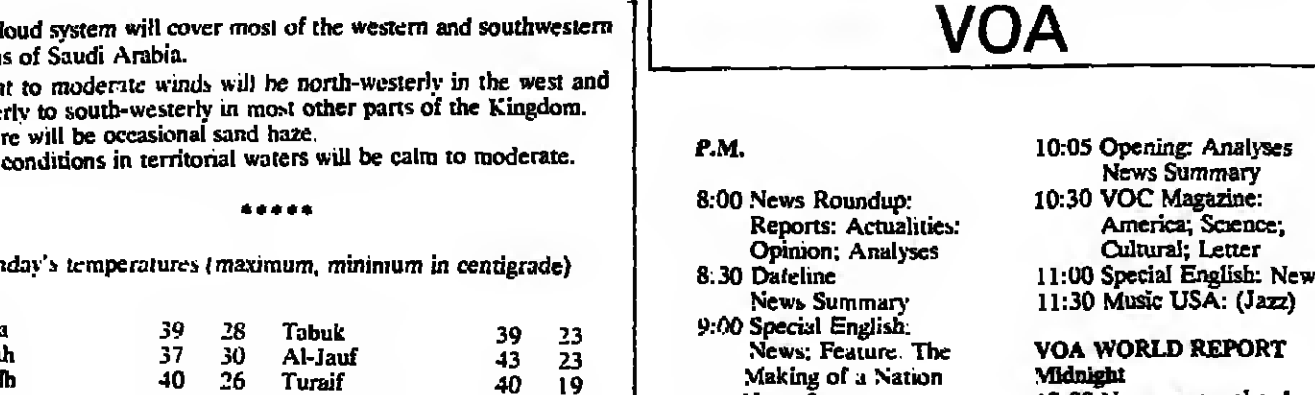 loud system will cover most of the western and southwestern
s of Saudi Arabia.
nt to moderate winds will be north-westerly in the west and
erly to south-westerly in most other parts of the Kingdom.
re will be occasional sand haze.
conditions in territorial waters will be calm to moderate.
*****
nday's temperatures (maximum, minimum in centigrade)
a 39 28 Tabuk 39 23
ah 37 30 Al-Jauf 43 23
40 26 Turaif 40 19
VOA
P.M.
8:00 News Roundup:
Reports: Actualities:
Opinion; Analyses
8:30 Dateline
News Summary
9:00 Special English:
News; Feature. The
Making of a Nation
10:05 Opening: Analyses
News Summary
10:30 VOC Magazine:
America; Science;
Cultural; Letter
11:00 Special English: New
11:30 Music USA: (Jazz)
VOA WORLD REPORT
Midnight